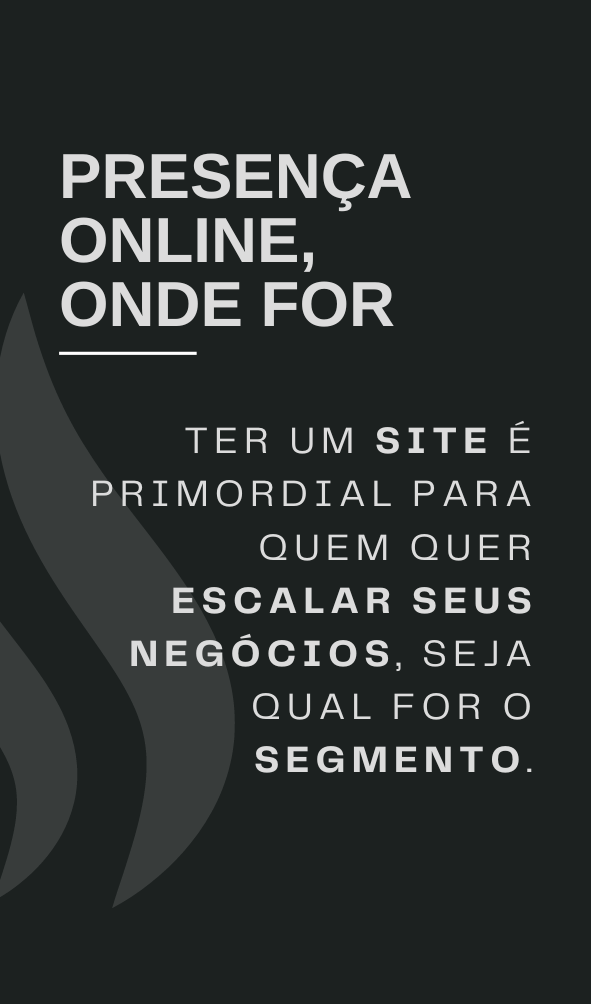 PRESENÇA
ONLINE,
ONDE FOR
TER UM SITE É
PRIMORDIAL PARA
QUEM QUER
ESCALAR SEUS
NEGÓCIOS, SEJA
QUAL FOR O
SEGMENTO.